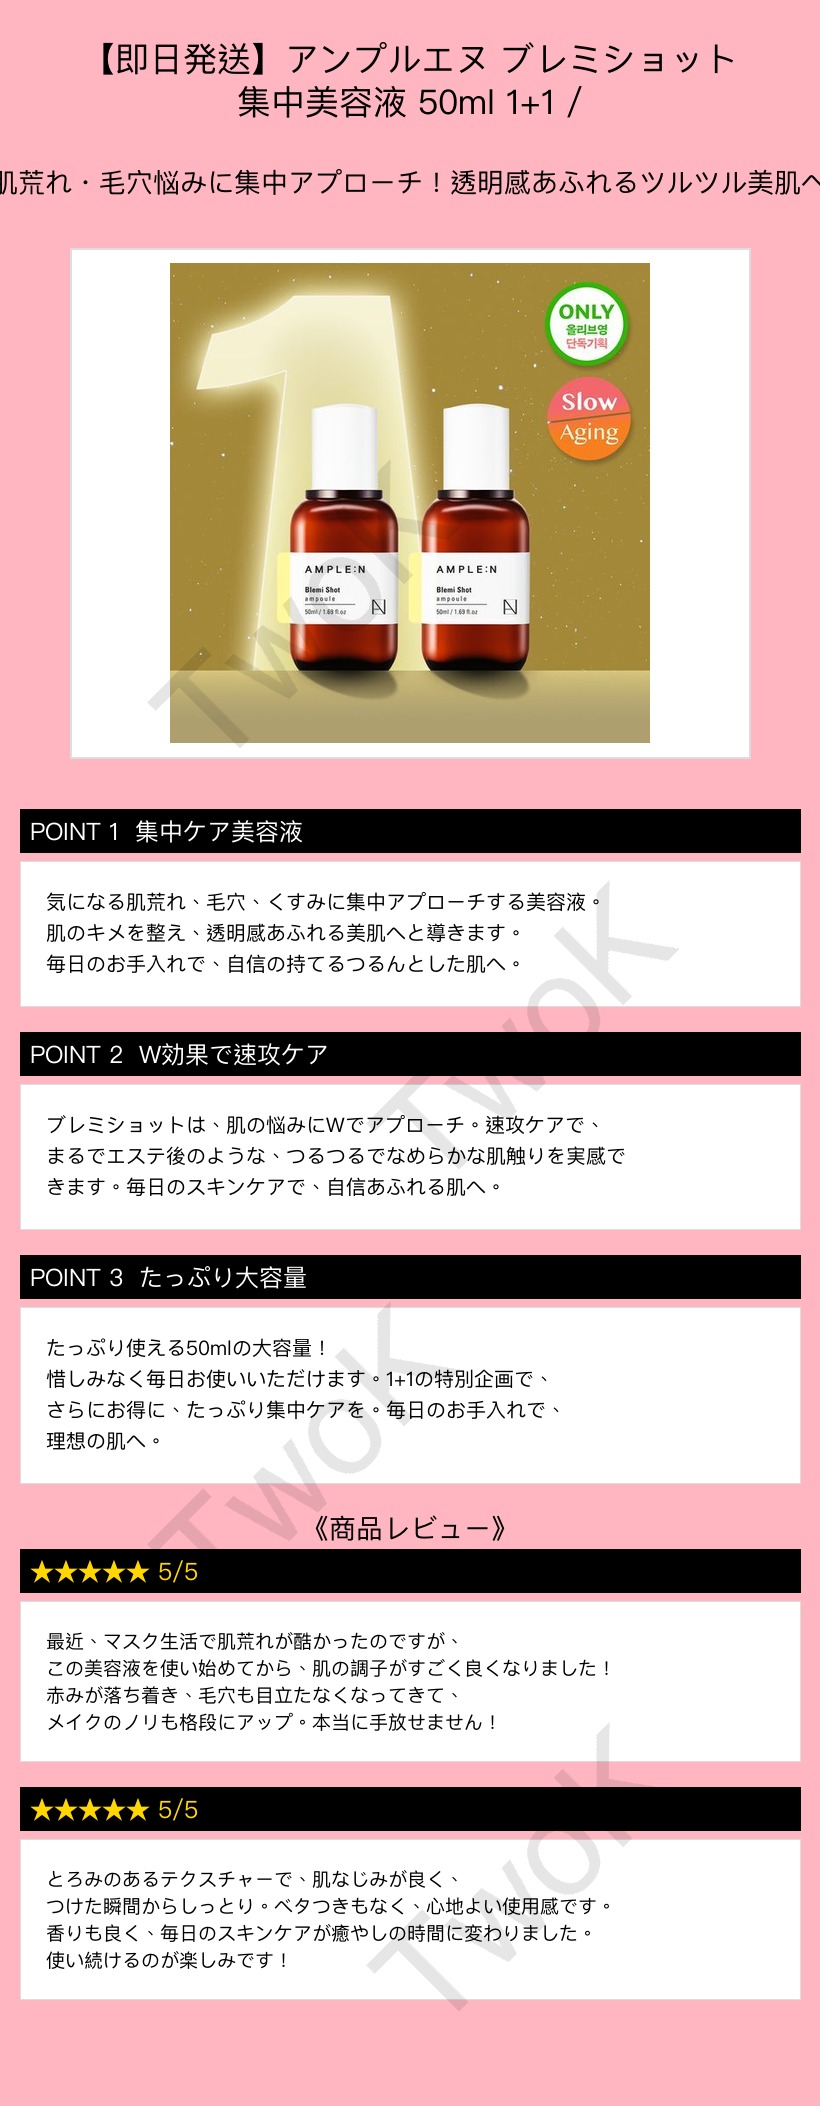 【即日発送】アンプルエヌ ブレミショット
集中美容液 50ml 1+1 /
肌荒れ・毛穴悩みに集中アプローチ！透明感あふれるツルツル美肌へ
ONLY
올리브영
단독기획
Slow
Aging
AMPLE:N
Blemi Shot
ampoule
50ml / 1.69 fl.oz
N
AMPLE:N
Blemi Shot
ampoule
50ml / 1.69 fl.oz
N
TwoK
POINT 1 集中ケア美容液
気になる肌荒れ、毛穴、くすみに集中アプローチする美容液。
肌のキメを整え、透明感あふれる美肌へと導きます。
毎日のお手入れで、自信の持てるつるんとした肌へ。
TwoK
POINT 2 W効果で速攻ケア
ブレミショットは、肌の悩みにWでアプローチ。速攻ケアで、
まるでエステ後のような、つるつるでなめらかな肌触りを実感で
きます。毎日のスキンケアで、自信あふれる肌へ。
POINT 3 たっぷり大容量
たっぷり使える50mlの大容量！
惜しみなく毎日お使いいただけます。1+1の特別企画で、
さらにお得に、たっぷり集中ケアを。毎日のお手入れで、
理想の肌へ。
TwoK
《商品レビュー》
★★★★★ 5/5
最近、マスク生活で肌荒れが酷かったのですが、
この美容液を使い始めてから、肌の調子がすごく良くなりました！
赤みが落ち着き、毛穴も目立たなくなってきて、
メイクのノリも格段にアップ。本当に手放せません！
★★★★★ 5/5
とろみのあるテクスチャーで、肌なじみが良く、
つけた瞬間からしっとり。ベタつきもなく、心地よい使用感です。
香りも良く、毎日のスキンケアが癒やしの時間に変わりました。
使い続けるのが楽しみです！
TwoK